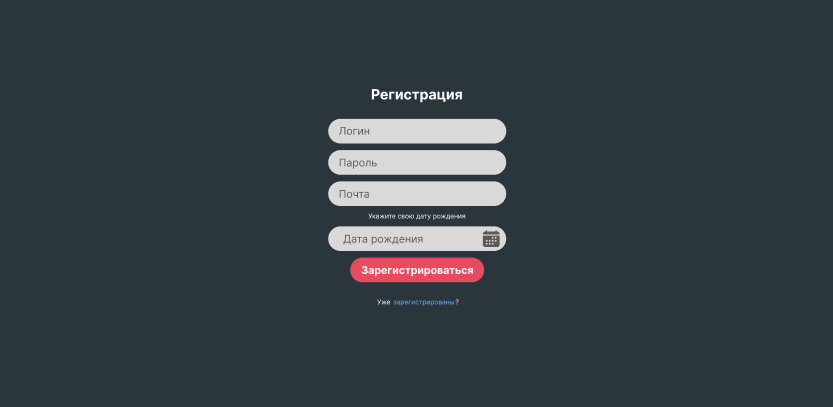 Регистрация
Логин
Пароль
Почта
Укажите свою дату рождения
Дата рождения
Зарегистрироваться
Уже зарегистрированы?